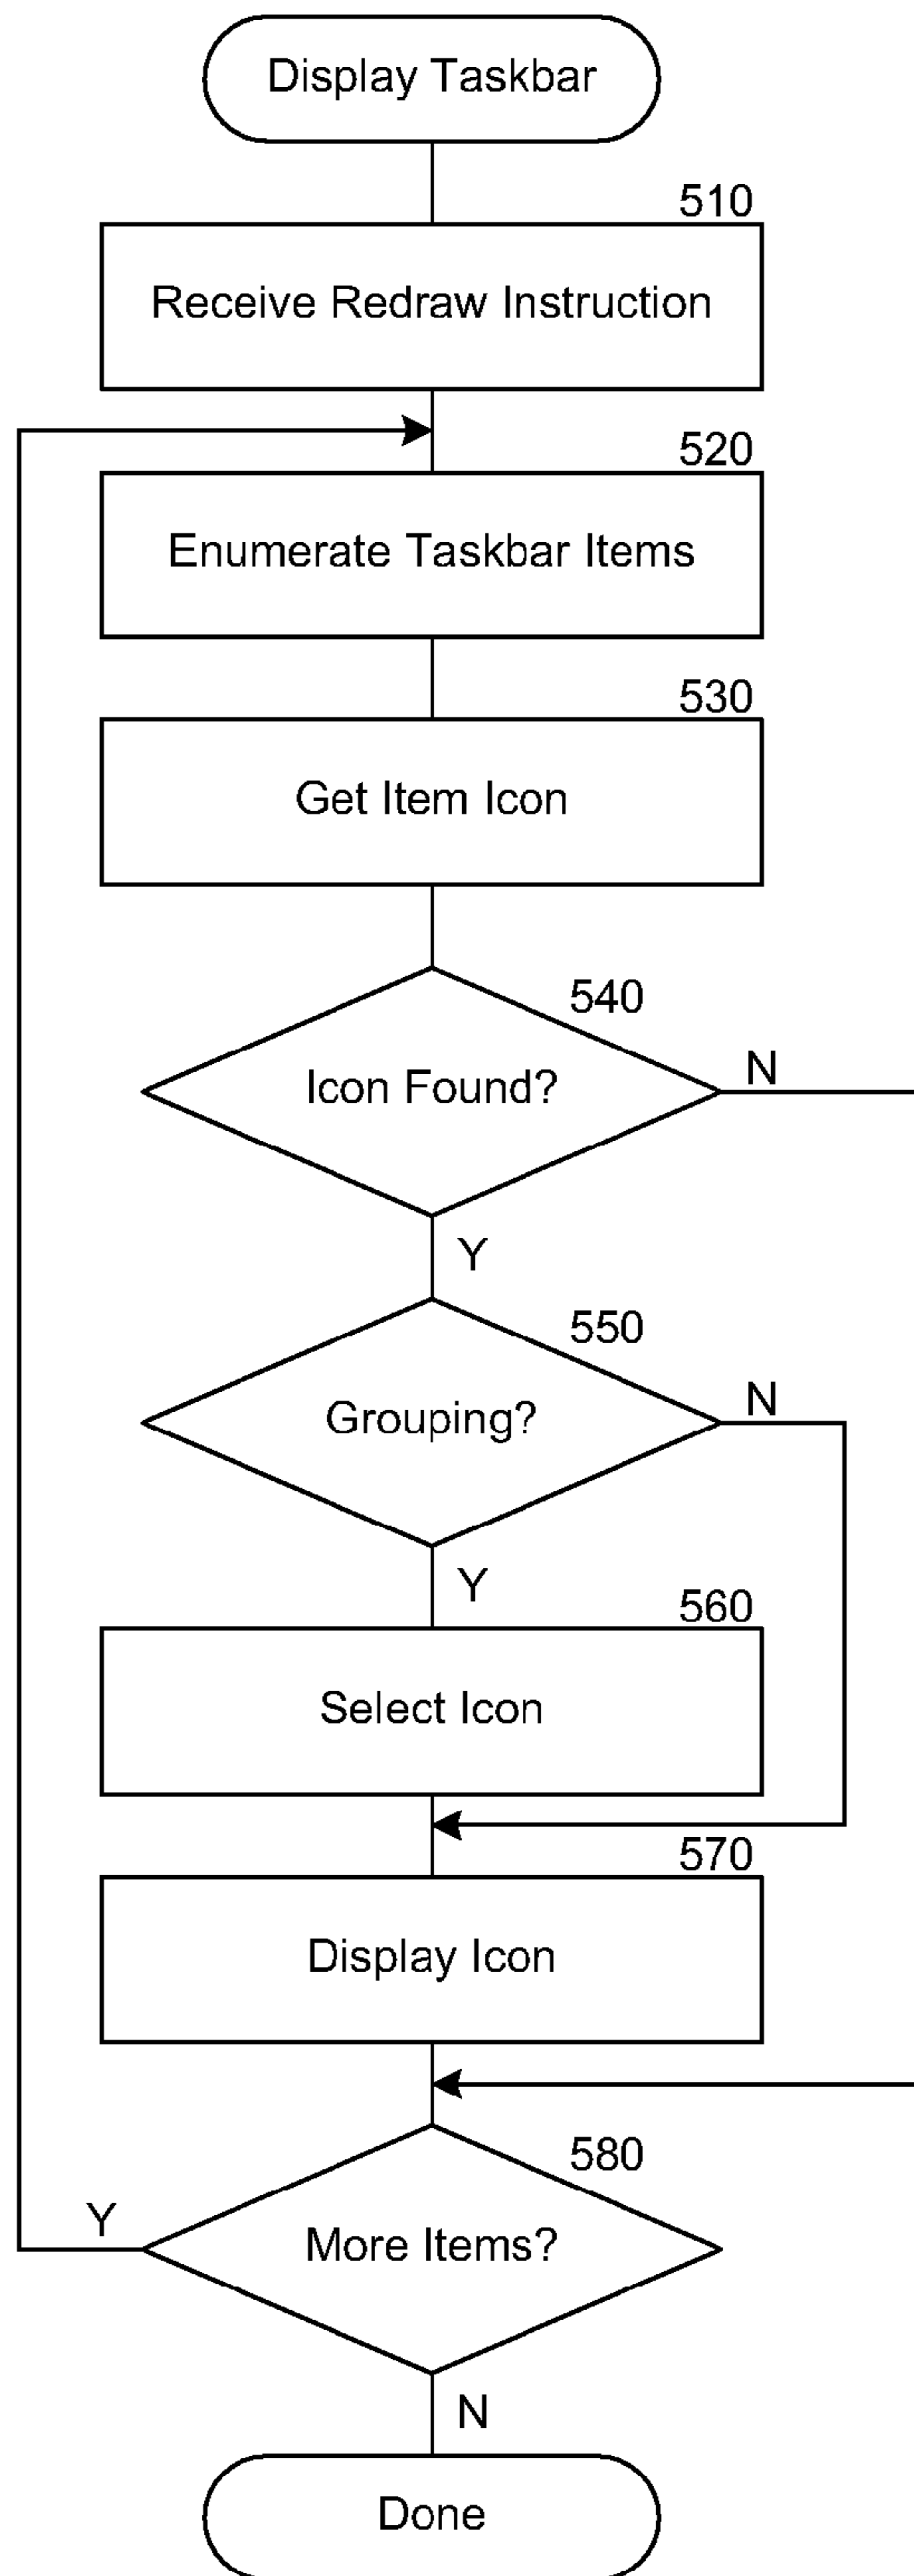 Display Taskbar
510
Receive Redraw Instruction
520
Enumerate Taskbar Items
530
Get Item Icon
540
Icon Found?
N
Y
550
Grouping?
N
Y
560
Select Icon
570
Display Icon
580
More Items?
Y
N
Done